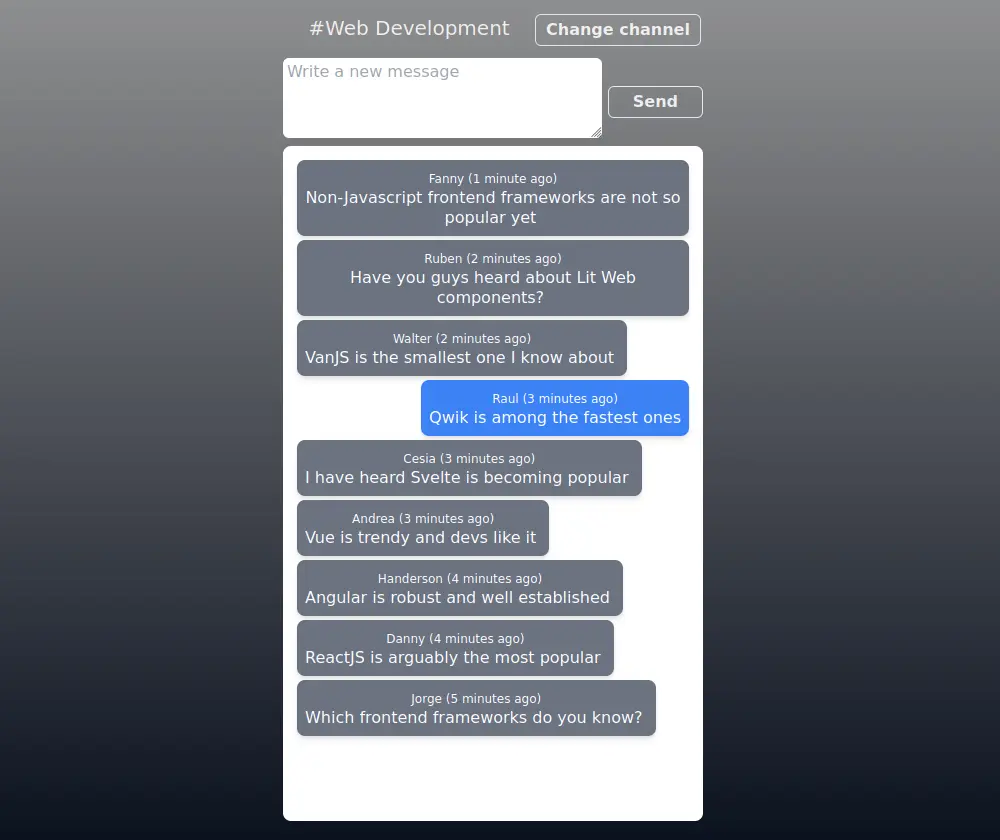 #Web Development
Change channel
Write a new message
Send
Fanny (1 minute ago)
Non-Javascript frontend frameworks are not so
popular yet
Ruben (2 minutes ago)
Have you guys heard about Lit Web
components?
Walter (2 minutes ago)
VanJS is the smallest one I know about
Raul (3 minutes ago)
Qwik is among the fastest ones
Cesia (3 minutes ago)
I have heard Svelte is becoming popular
Andrea (3 minutes ago)
Vue is trendy and devs like it
Handerson (4 minutes ago)
Angular is robust and well established
Danny (4 minutes ago)
ReactJS is arguably the most popular
Jorge (5 minutes ago)
Which frontend frameworks do you know?